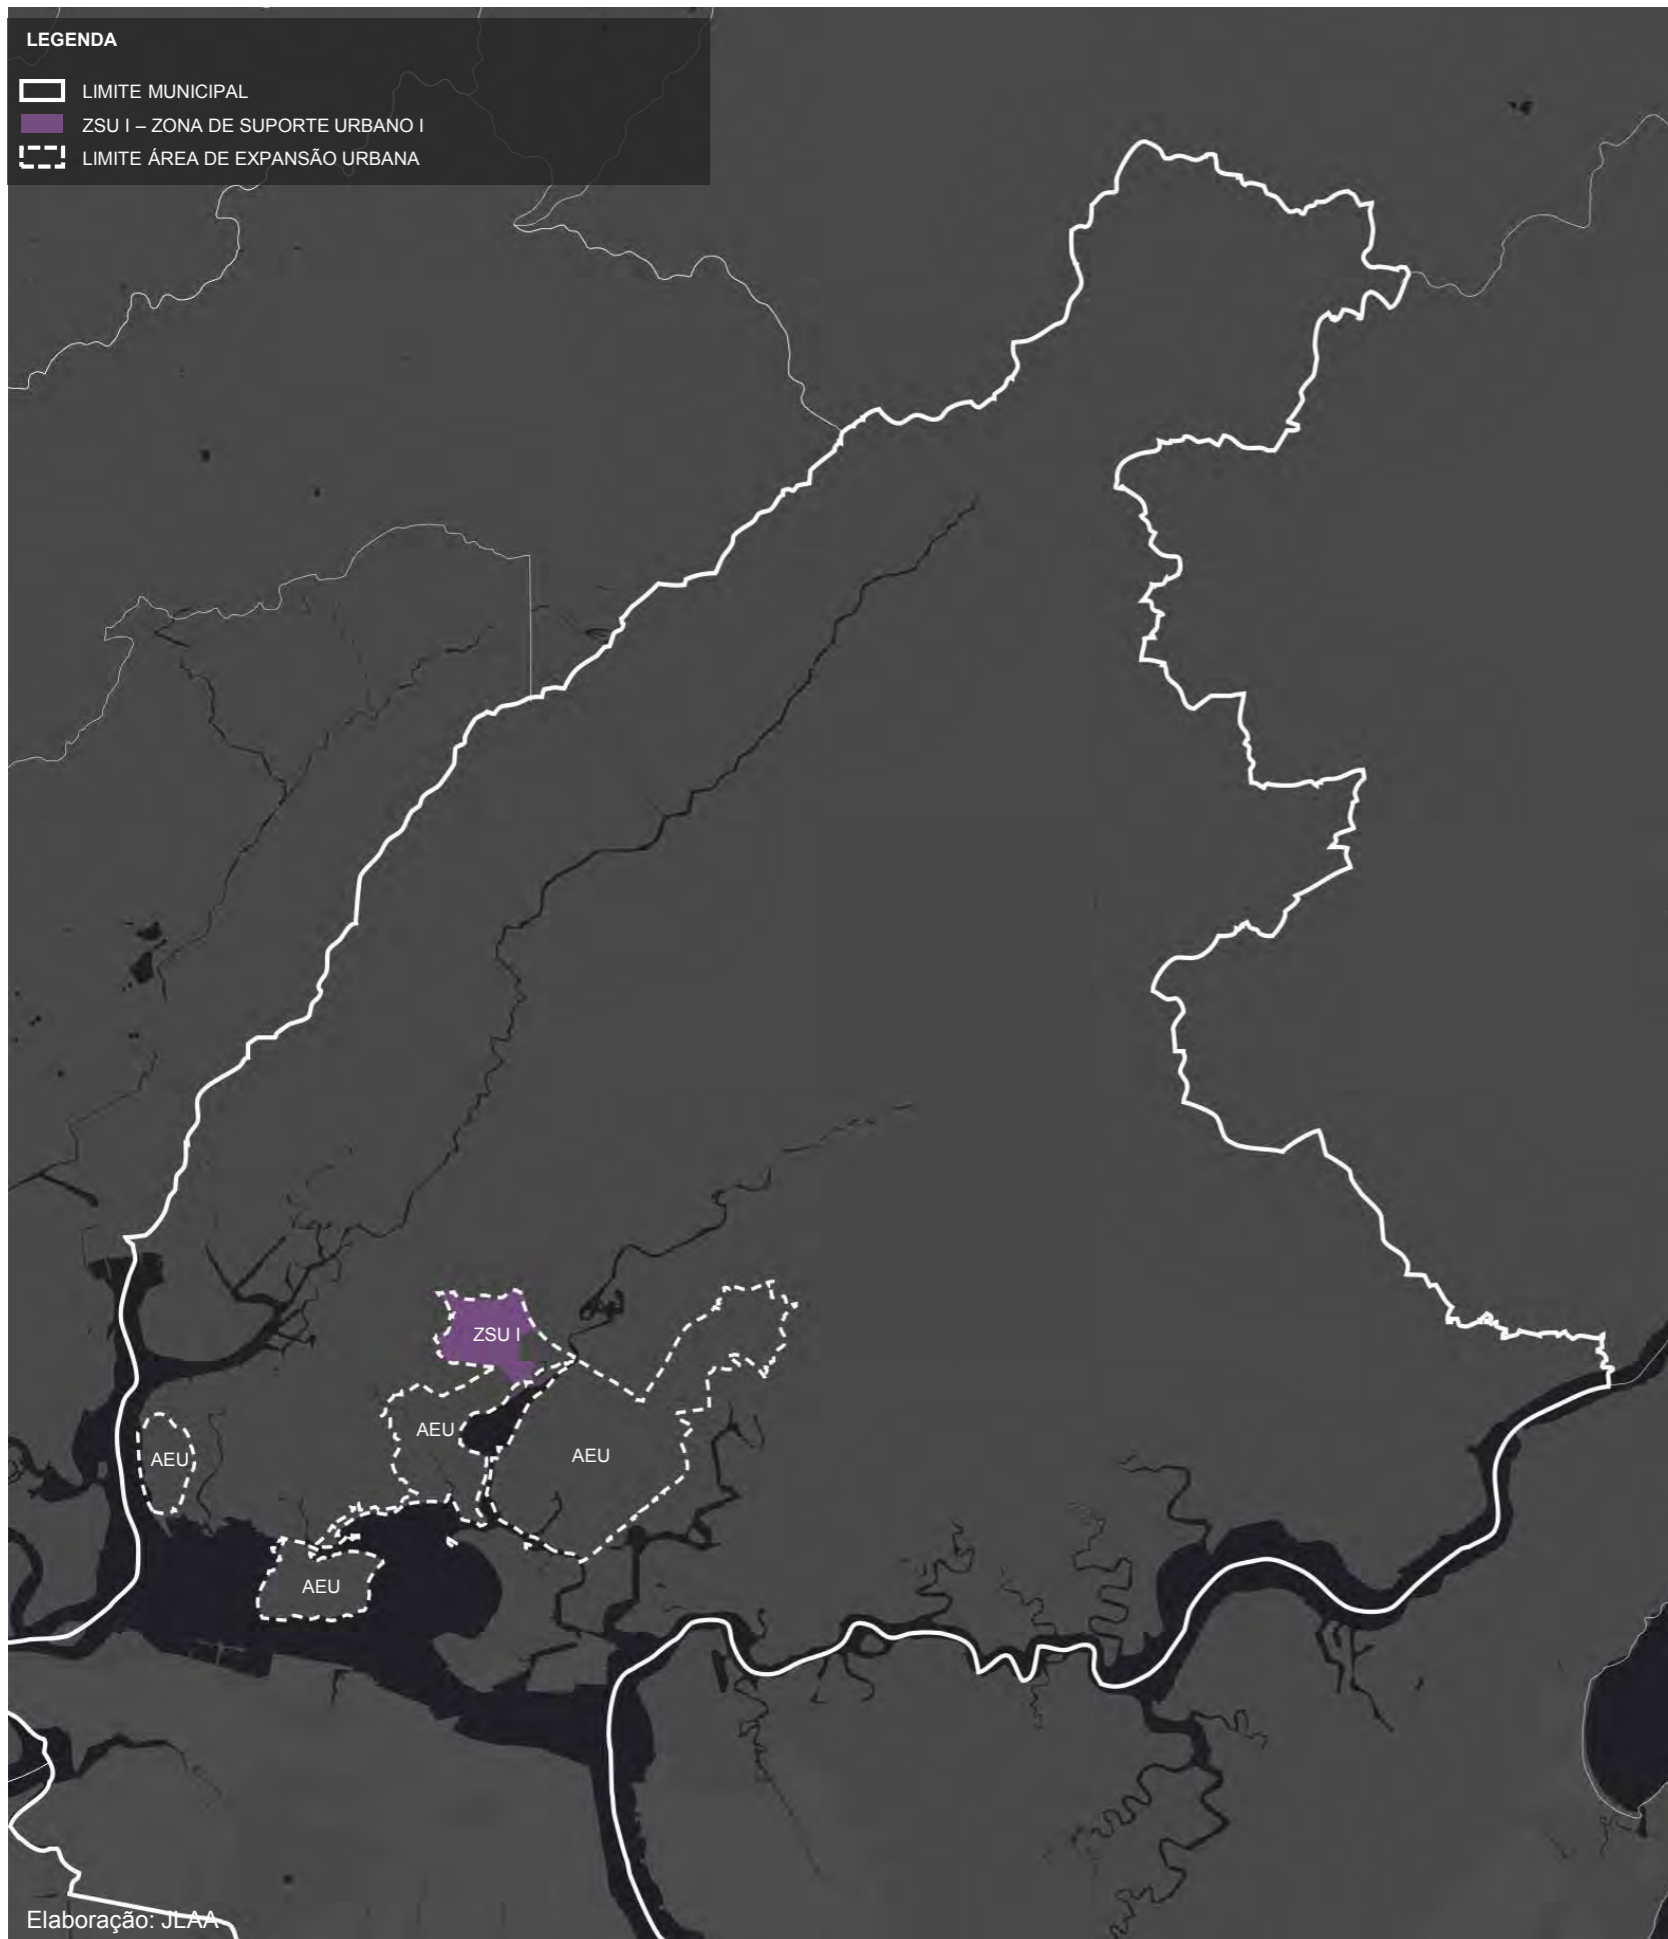 LEGENDA
LIMITE MUNICIPAL
ZSU I – ZONA DE SUPORTE URBANO I
LIMITE ÁREA DE EXPANSÃO URBANA
ZSU I
AEU
AEU
AEU
AEU
Elaboração: JLAA